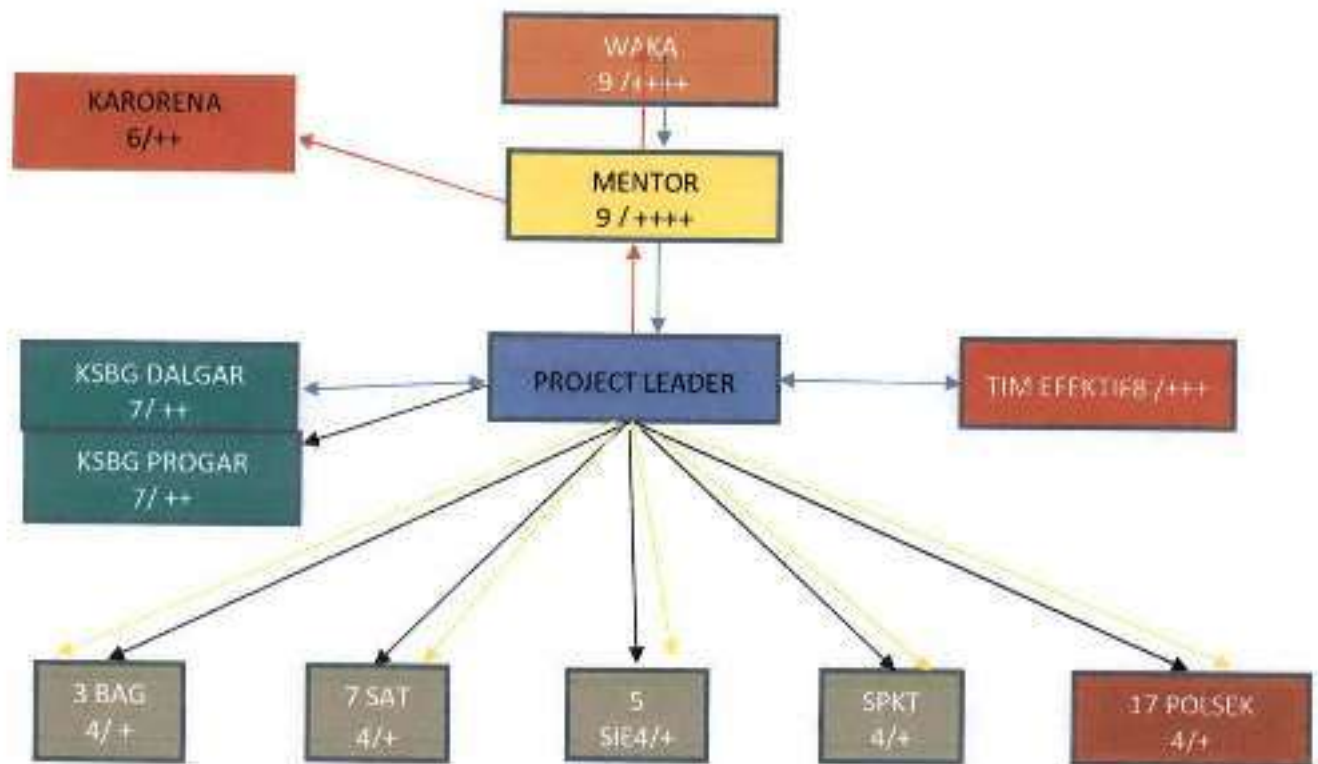 WAKA
9 /++++
KARORENA
6/++
MENTOR
9 / ++++
KSBG DALGAR
7/ ++
PROJECT LEADER
TIM EFEKTIF8 /+++
KSBG PROGAR
7/ ++
3 BAG
4/ +
7 SAT
4/+
5
SIE4/+
SPKT
4/+
17 POLSEK
4/+